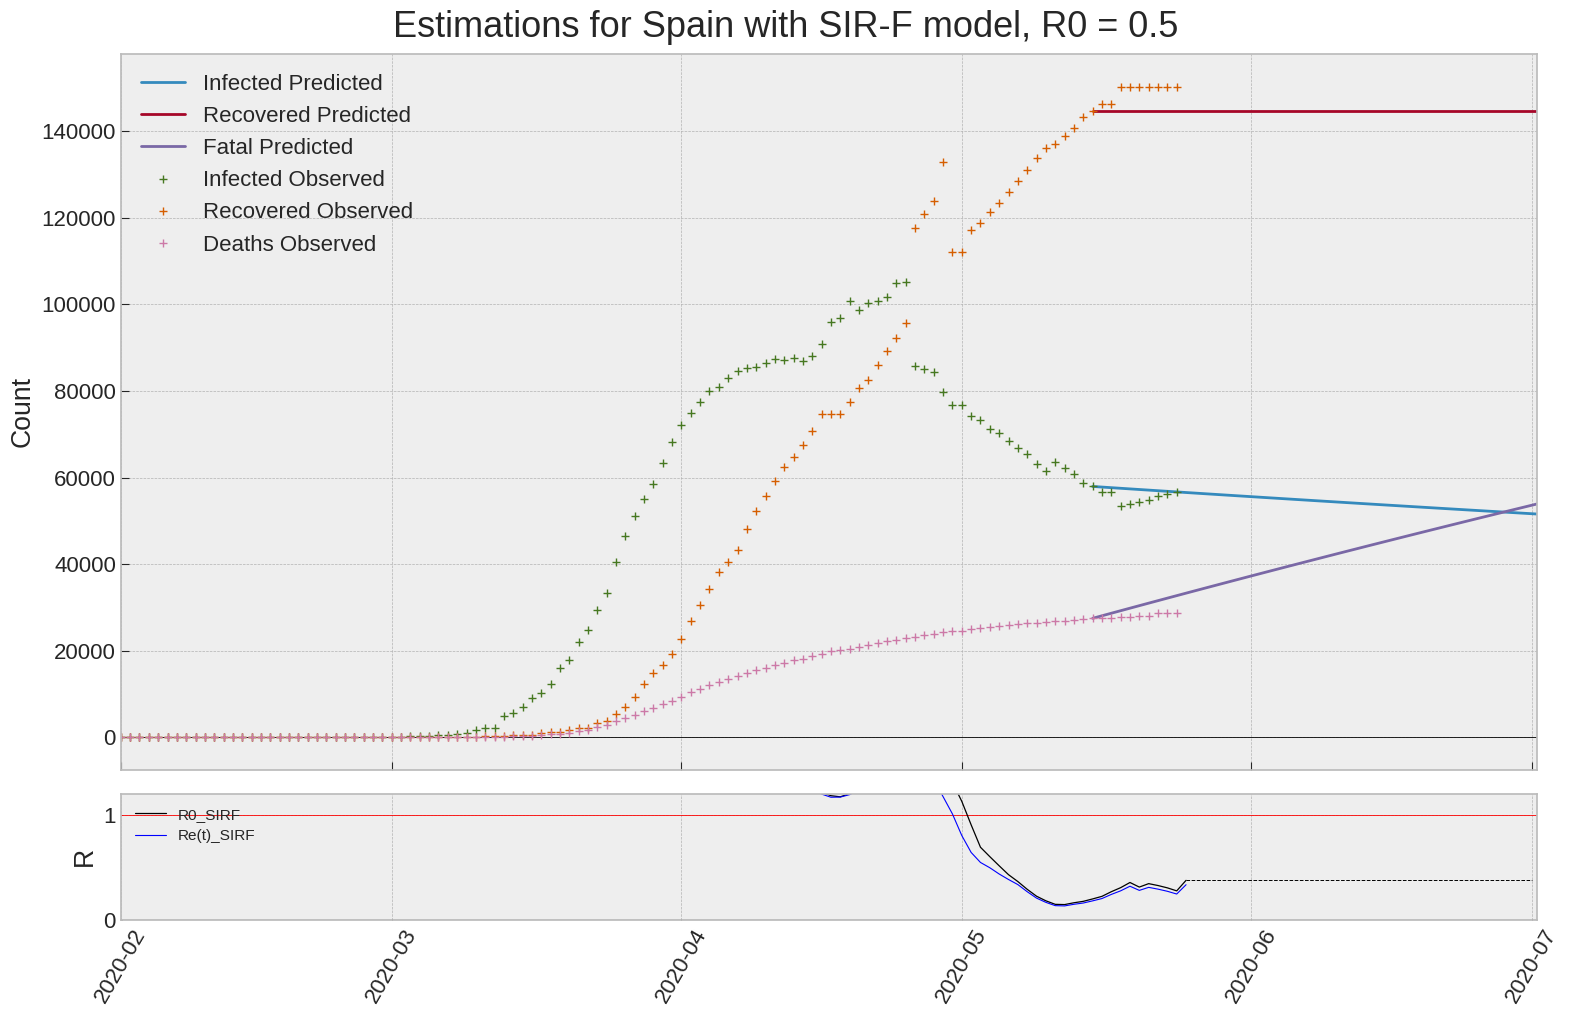 Estimations for Spain with SIR-F model, R0 = 0.5
Infected Predicted
Recovered Predicted
Fatal Predicted
Infected Observed
Recovered Observed
Deaths Observed
140000
120000
100000
80000
60000
40000
20000
0
Count
R0_SIRF
Re(t)_SIRF
1
0
R
2020-02
2020-03
2020-04
2020-05
2020-06
2020-07